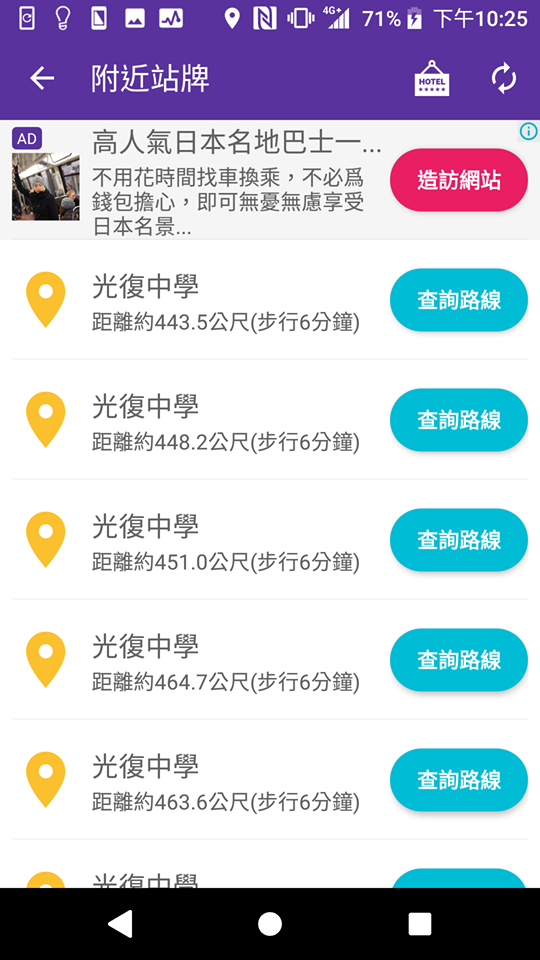 4G+
71%
下午10:25
附近站牌
HOTEL
AD
高人氣日本名地巴士一...
不用花時間找車換乘，不必爲
錢包擔心，即可無憂無慮享受
日本名景...
造訪網站
光復中學
距離約443.5公尺(步行6分鐘)
查詢路線
光復中學
距離約448.2公尺(步行6分鐘)
查詢路線
光復中學
距離約451.0公尺(步行6分鐘)
查詢路線
光復中學
距離約464.7公尺(步行6分鐘)
查詢路線
光復中學
距離約463.6公尺(步行6分鐘)
查詢路線
光復中學